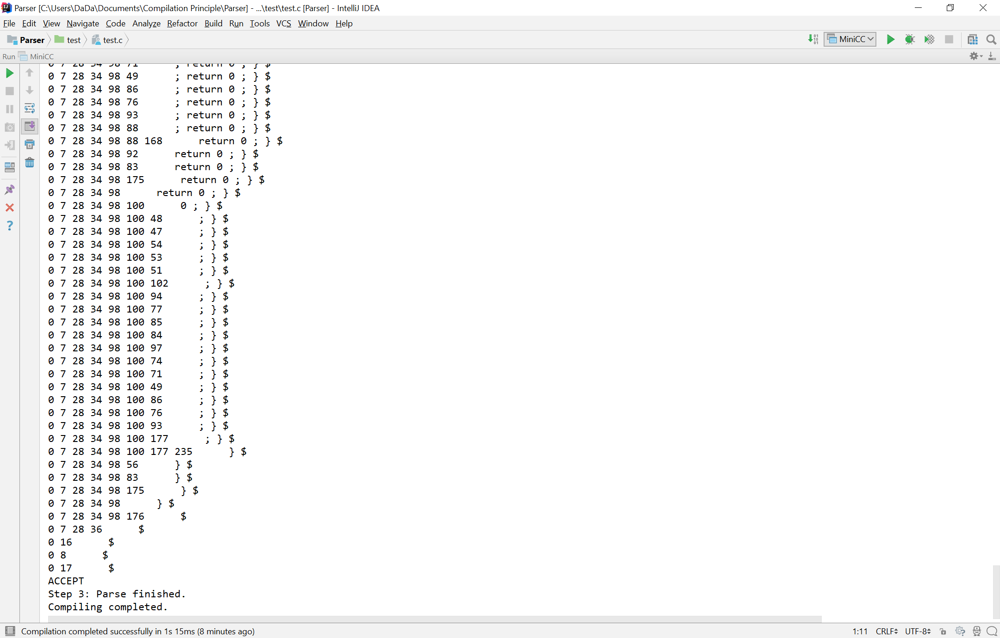 Parser [C:\Users\DaDa\Documents\Compilation Principle\Parser] - ...\test\test.c [Parser] - IntelliJ IDEA
File Edit View Navigate Code Analyze Refactor Build Run Tools VCS Window Help
Parser test test.c MiniCC
Run MiniCC
0 7 28 34 98 71 ; return 0 ; } $
0 7 28 34 98 49 ; return 0 ; } $
0 7 28 34 98 86 ; return 0 ; } $
0 7 28 34 98 76 ; return 0 ; } $
0 7 28 34 98 93 ; return 0 ; } $
0 7 28 34 98 88 ; return 0 ; } $
0 7 28 34 98 88 168 return 0 ; } $
0 7 28 34 98 92 return 0 ; } $
0 7 28 34 98 83 return 0 ; } $
0 7 28 34 98 175 return 0 ; } $
0 7 28 34 98 return 0 ; } $
0 7 28 34 98 100 0 ; } $
0 7 28 34 98 100 48 ; } $
0 7 28 34 98 100 47 ; } $
0 7 28 34 98 100 54 ; } $
0 7 28 34 98 100 53 ; } $
0 7 28 34 98 100 51 ; } $
0 7 28 34 98 100 102 ; } $
0 7 28 34 98 100 94 ; } $
0 7 28 34 98 100 77 ; } $
0 7 28 34 98 100 85 ; } $
0 7 28 34 98 100 84 ; } $
0 7 28 34 98 100 97 ; } $
0 7 28 34 98 100 74 ; } $
0 7 28 34 98 100 71 ; } $
0 7 28 34 98 100 49 ; } $
0 7 28 34 98 100 86 ; } $
0 7 28 34 98 100 76 ; } $
0 7 28 34 98 100 93 ; } $
0 7 28 34 98 100 177 ; } $
0 7 28 34 98 100 177 235 } $
0 7 28 34 98 56 } $
0 7 28 34 98 83 } $
0 7 28 34 98 175 } $
0 7 28 34 98 } $
0 7 28 34 98 176 $
0 7 28 36 $
0 16 $
0 8 $
0 17 $
ACCEPT
Step 3: Parse finished.
Compiling completed.
Compilation completed successfully in 1s 15ms (8 minutes ago) 1:11 CRLF UTF-8